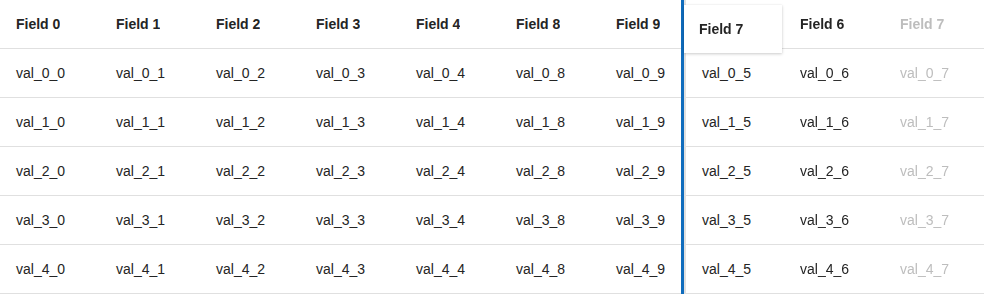 Field 0 Field 1 Field 2 Field 3 Field 4 Field 8 Field 9 Field 7 Field 6 Field 7
val_0_0 val_0_1 val_0_2 val_0_3 val_0_4 val_0_8 val_0_9 val_0_5 val_0_6 val_0_7
val_1_0 val_1_1 val_1_2 val_1_3 val_1_4 val_1_8 val_1_9 val_1_5 val_1_6 val_1_7
val_2_0 val_2_1 val_2_2 val_2_3 val_2_4 val_2_8 val_2_9 val_2_5 val_2_6 val_2_7
val_3_0 val_3_1 val_3_2 val_3_3 val_3_4 val_3_8 val_3_9 val_3_5 val_3_6 val_3_7
val_4_0 val_4_1 val_4_2 val_4_3 val_4_4 val_4_8 val_4_9 val_4_5 val_4_6 val_4_7